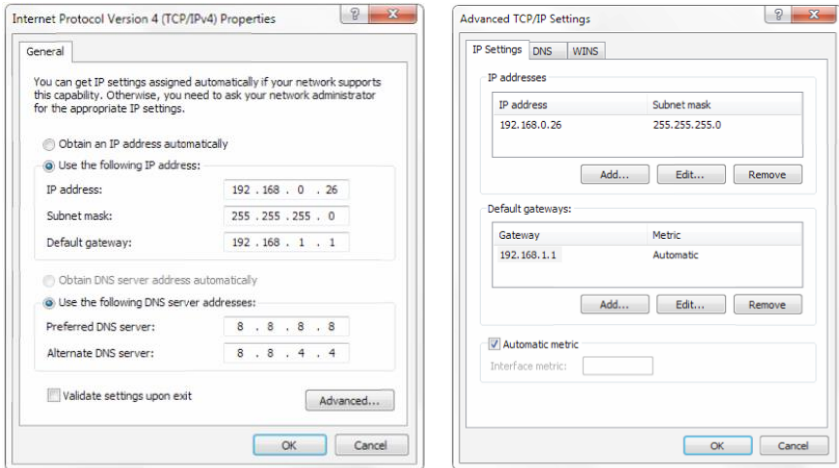 Internet Protocol Version 4 (TCP/IPv4) Properties
General
You can get IP settings assigned automatically if your network supports
this capability. Otherwise, you need to ask your network administrator
for the appropriate IP settings.
Obtain an IP address automatically
Use the following IP address:
IP address: 192 . 168 . 0 . 26
Subnet mask: 255 . 255 . 255 . 0
Default gateway: 192 . 168 . 1 . 1
Obtain DNS server address automatically
Use the following DNS server addresses:
Preferred DNS server: 8 . 8 . 8 . 8
Alternate DNS server: 8 . 8 . 4 . 4
Validate settings upon exit
Advanced...
OK Cancel
Advanced TCP/IP Settings
IP Settings DNS WINS
IP addresses
IP address Subnet mask
192.168.0.26 255.255.255.0
Add... Edit... Remove
Default gateways:
Gateway Metric
192.168.1.1 Automatic
Add... Edit... Remove
Automatic metric
Interface metric:
OK Cancel